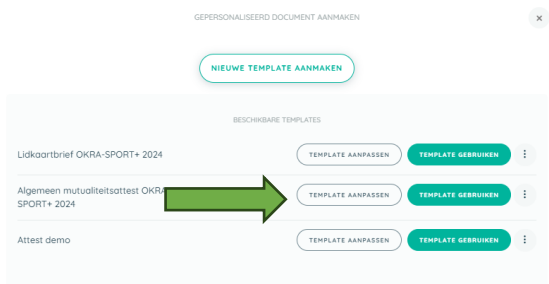 GEPERSONALISEERD DOCUMENT AANMAKEN
×
NIEUWE TEMPLATE AANMAKEN
BESCHIKBARE TEMPLATES
Lidkaartbrief OKRA-SPORT+ 2024 TEMPLATE AANPASSEN TEMPLATE GEBRUIKEN
Algemeen mutualiteitsattest OKRA TEMPLATE AANPASSEN TEMPLATE GEBRUIKEN
SPORT+ 2024
Attest demo TEMPLATE AANPASSEN TEMPLATE GEBRUIKEN